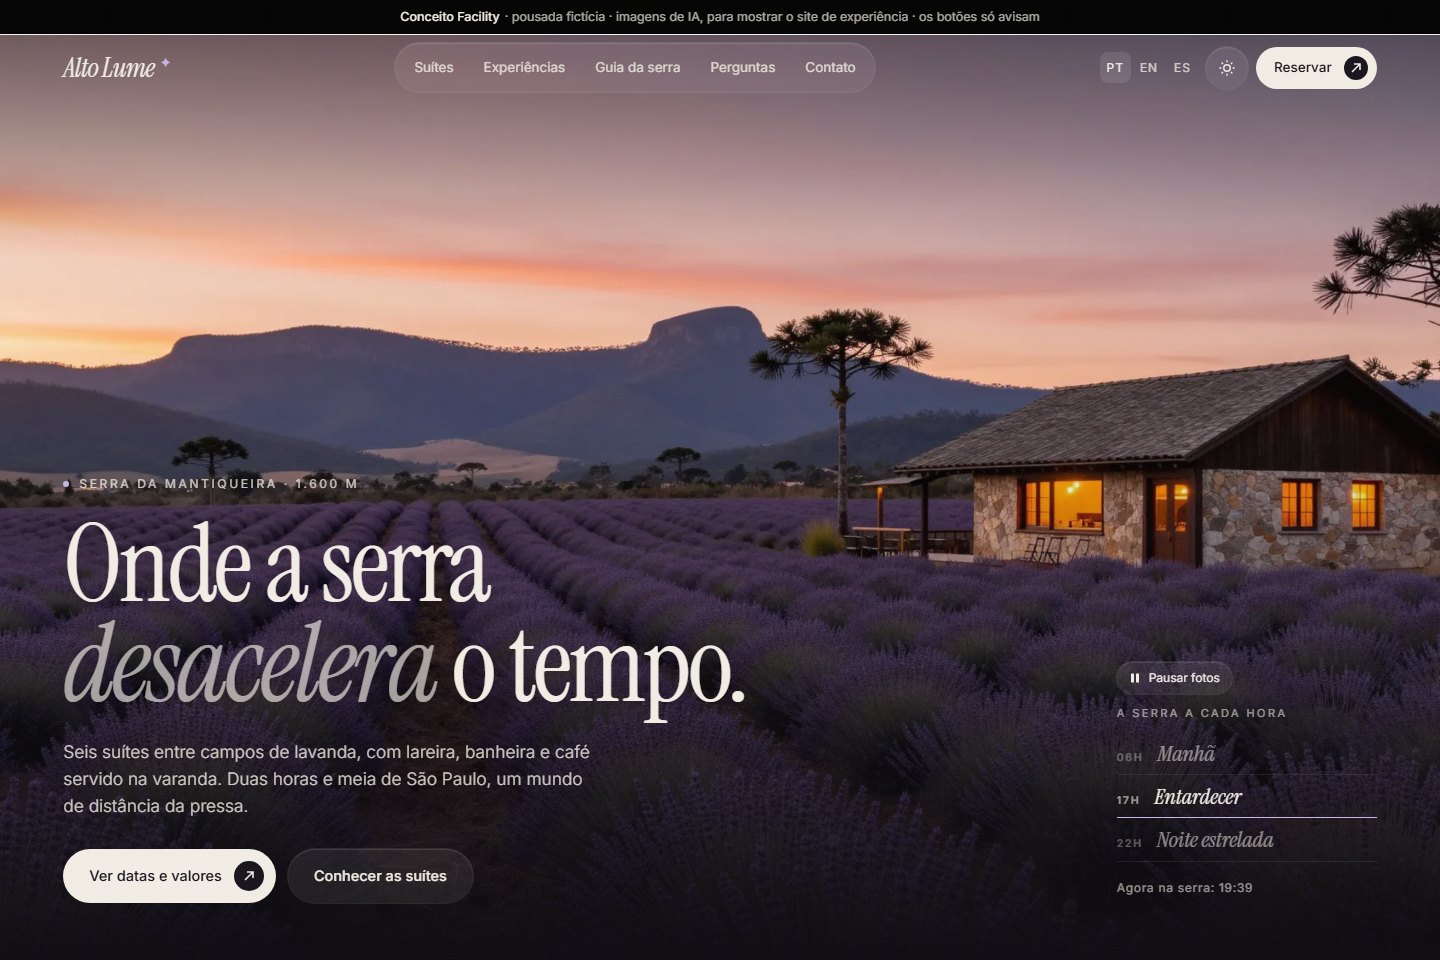 Conceito Facility · pousada fictícia · imagens de IA, para mostrar o site de experiência · os botões só avisam
Alto Lume
Suítes Experiências Guia da serra Perguntas Contato
PT EN ES
Reservar
SERRA DA MANTIQUEIRA · 1.600 M
Onde a serra
desacelera o tempo.
Seis suítes entre campos de lavanda, com lareira, banheira e café
servido na varanda. Duas horas e meia de São Paulo, um mundo
de distância da pressa.
Ver datas e valores
Conhecer as suítes
Pausar fotos
A SERRA A CADA HORA
06H Manhã
17H Entardecer
22H Noite estrelada
Agora na serra: 19:39